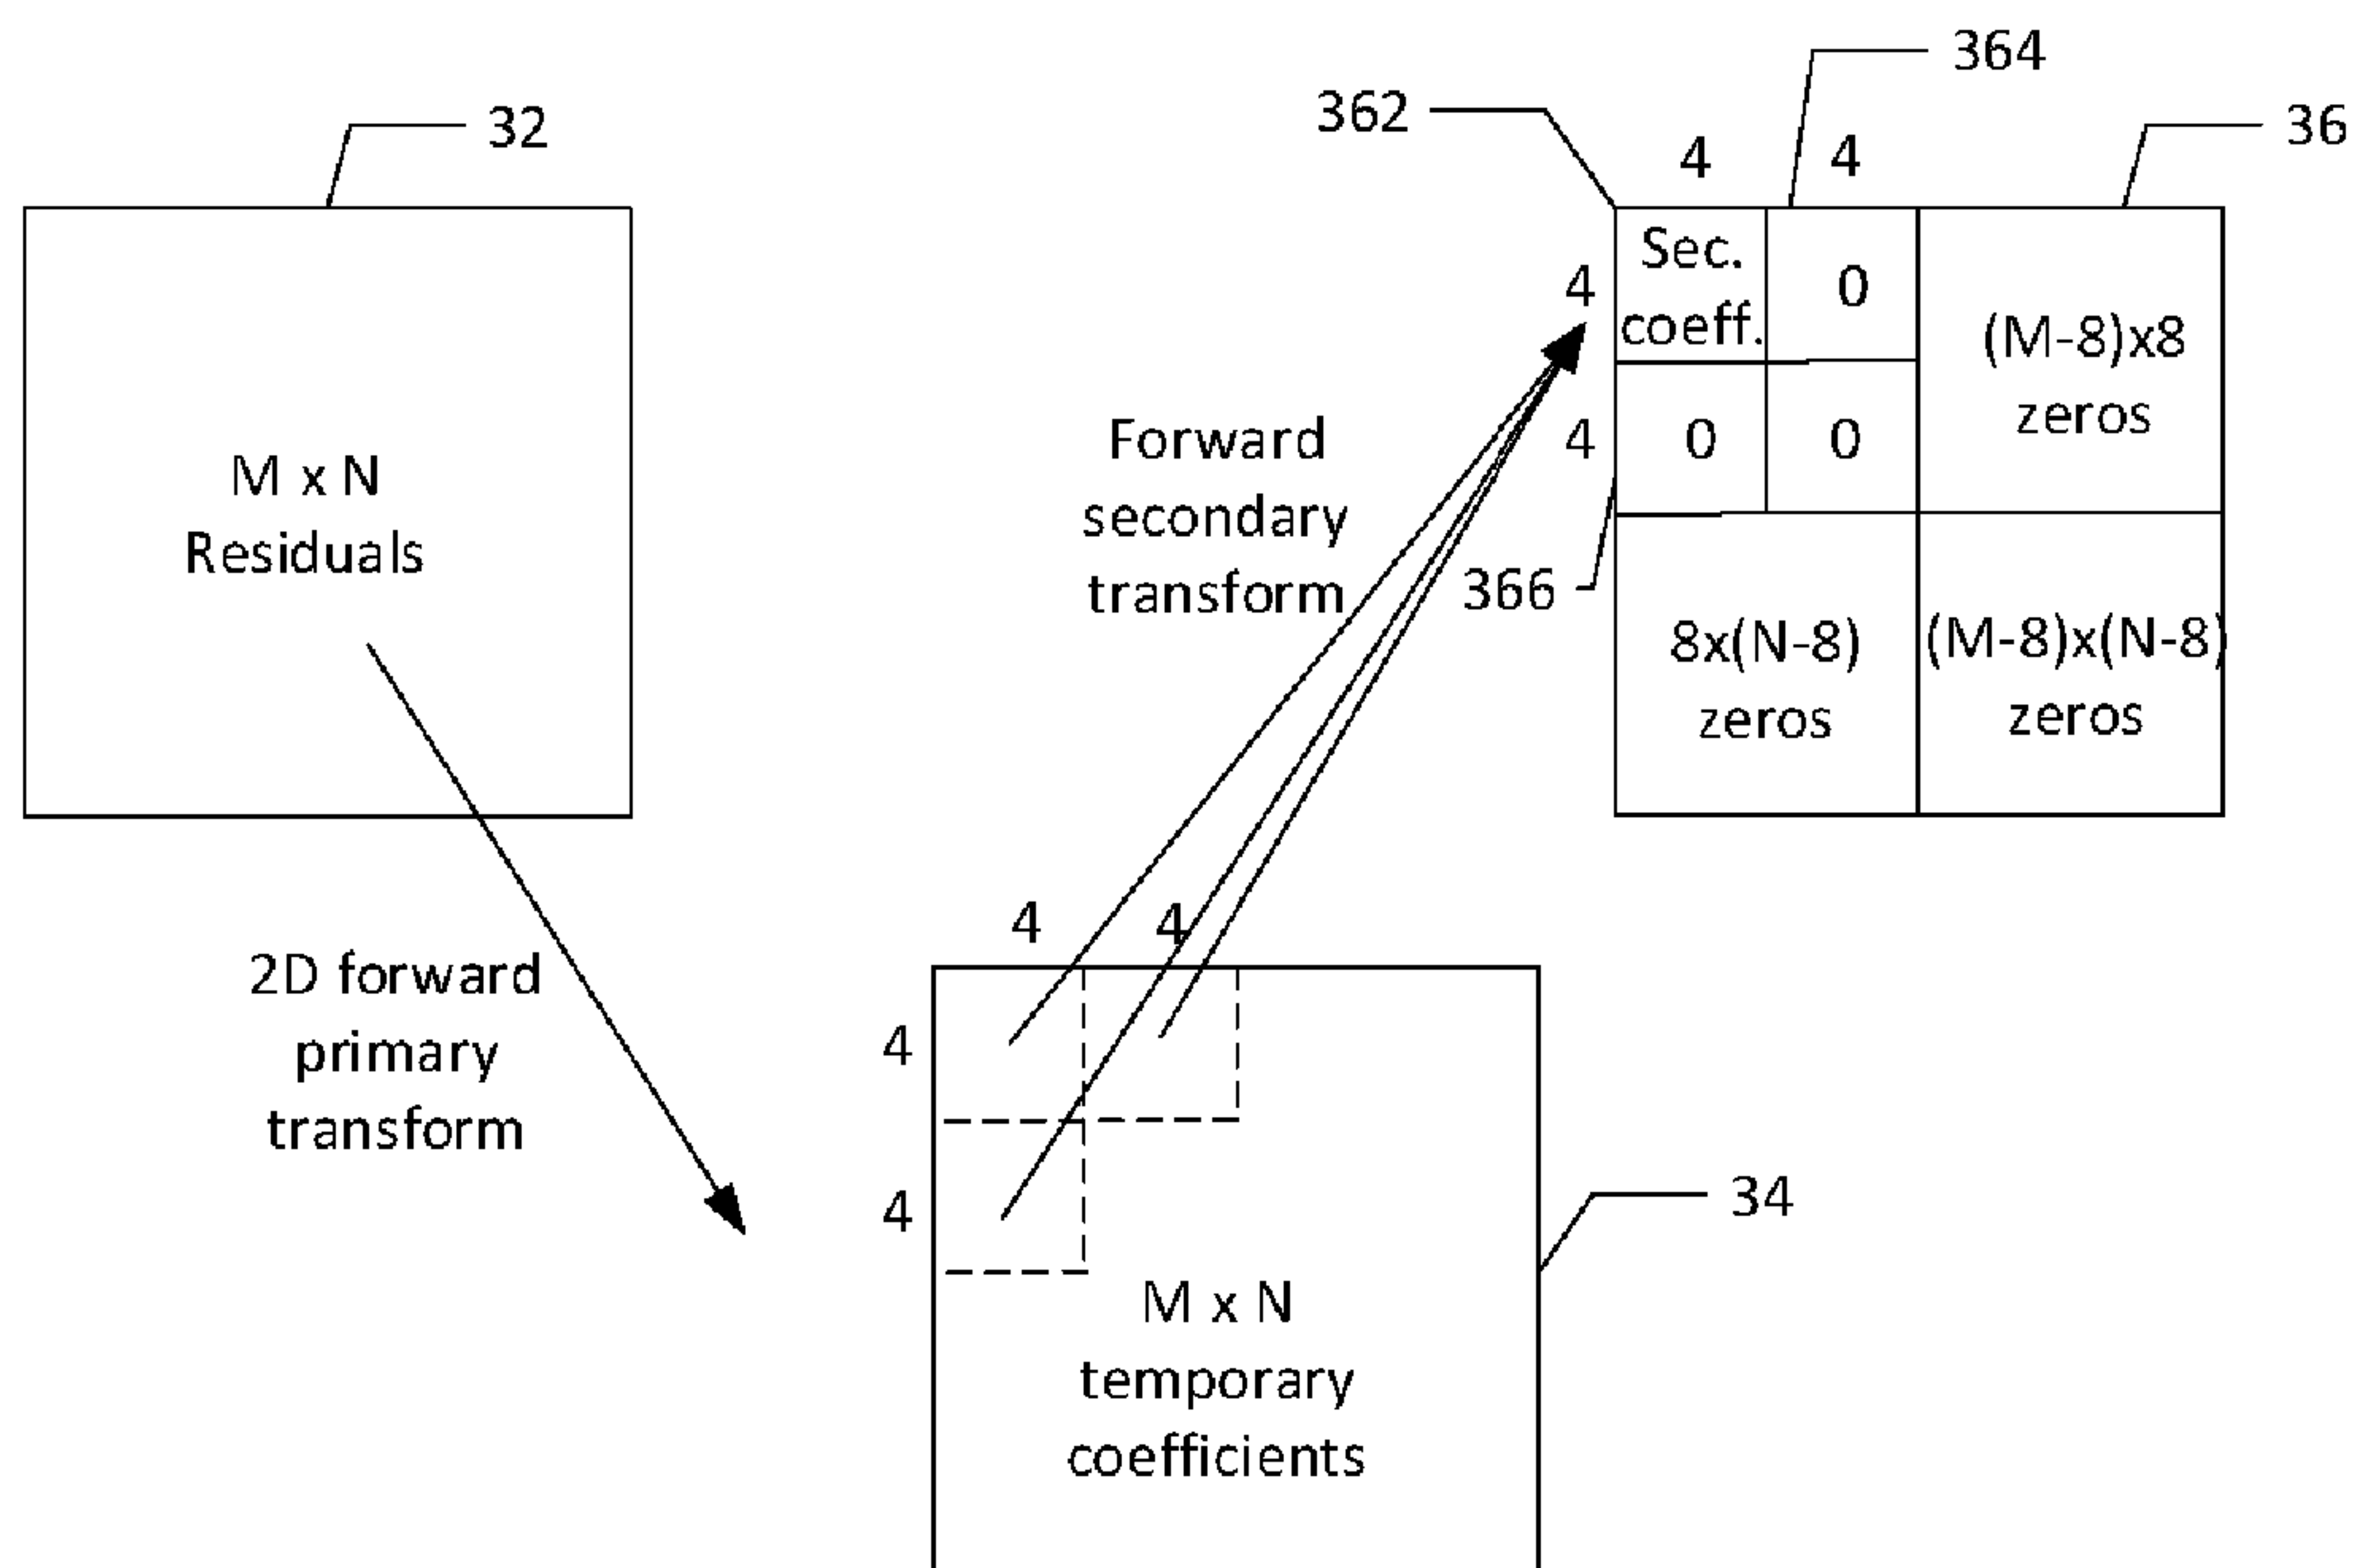 364
362
32
36
4
4
Sec.
coeff.
4
0
(M-8)x8
zeros
4
0
0
Forward
secondary
transform
M x N
Residuals
366
8x(N-8)
zeros
(M-8)x(N-8)
zeros
4
4
2D forward
primary
transform
4
4
34
M x N
temporary
coefficients